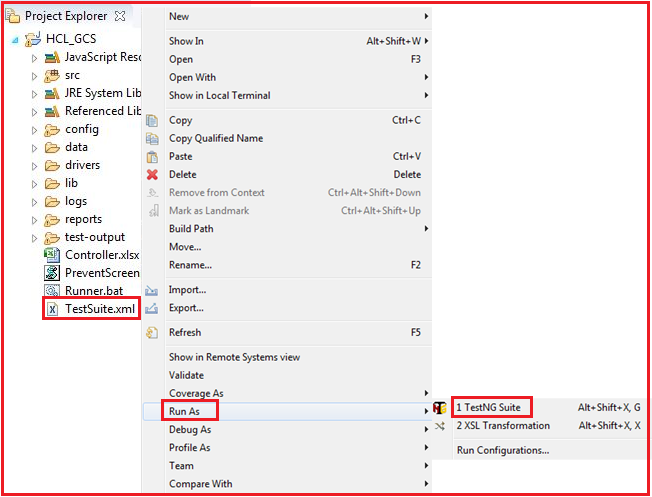 Project Explorer
HCL_GCS
JavaScript Reso
src
JRE System Lib
Referenced Lib
config
data
drivers
lib
logs
reports
test-output
Controller.xlsx
PreventScreen
Runner.bat
TestSuite.xml
New
Show In Alt+Shift+W
Open F3
Open With
Show in Local Terminal
Copy Ctrl+C
Copy Qualified Name
Paste Ctrl+V
Delete Delete
Remove from Context Ctrl+Alt+Shift+Down
Mark as Landmark Ctrl+Alt+Shift+Up
Build Path
Move...
Rename... F2
Import...
Export...
Refresh F5
Show in Remote Systems view
Validate
Coverage As
Run As
Debug As
Profile As
Team
Compare With
1 TestNG Suite Alt+Shift+X, G
2 XSL Transformation Alt+Shift+X, X
Run Configurations...